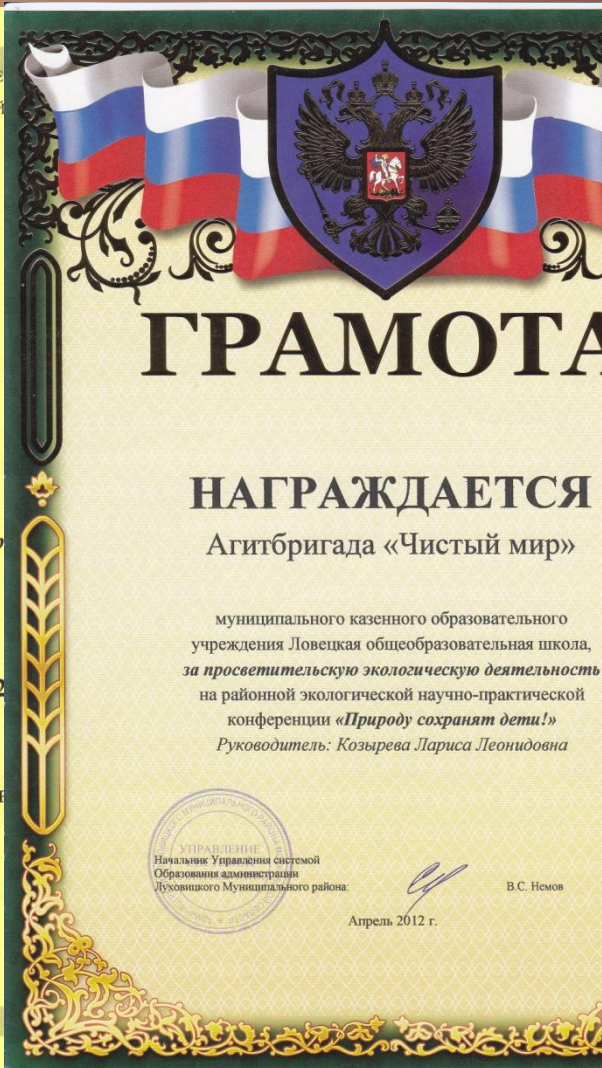 ГРАМОТА
НАГРАЖДАЕТСЯ
Агитбригада «Чистый мир»
муниципального казенного образовательного
учреждения Ловецкая общеобразовательная школа,
за просветительскую экологическую деятельность
на районной экологической научно-практической
конференции «Природу сохранят дети!»
Руководитель: Козырева Лариса Леонидовна
УПРАВЛЕНИЕ
Начальник Управления системой
Образования администрации
Луховицкого Муниципального района:
В.С. Немов
Апрель 2012 г.